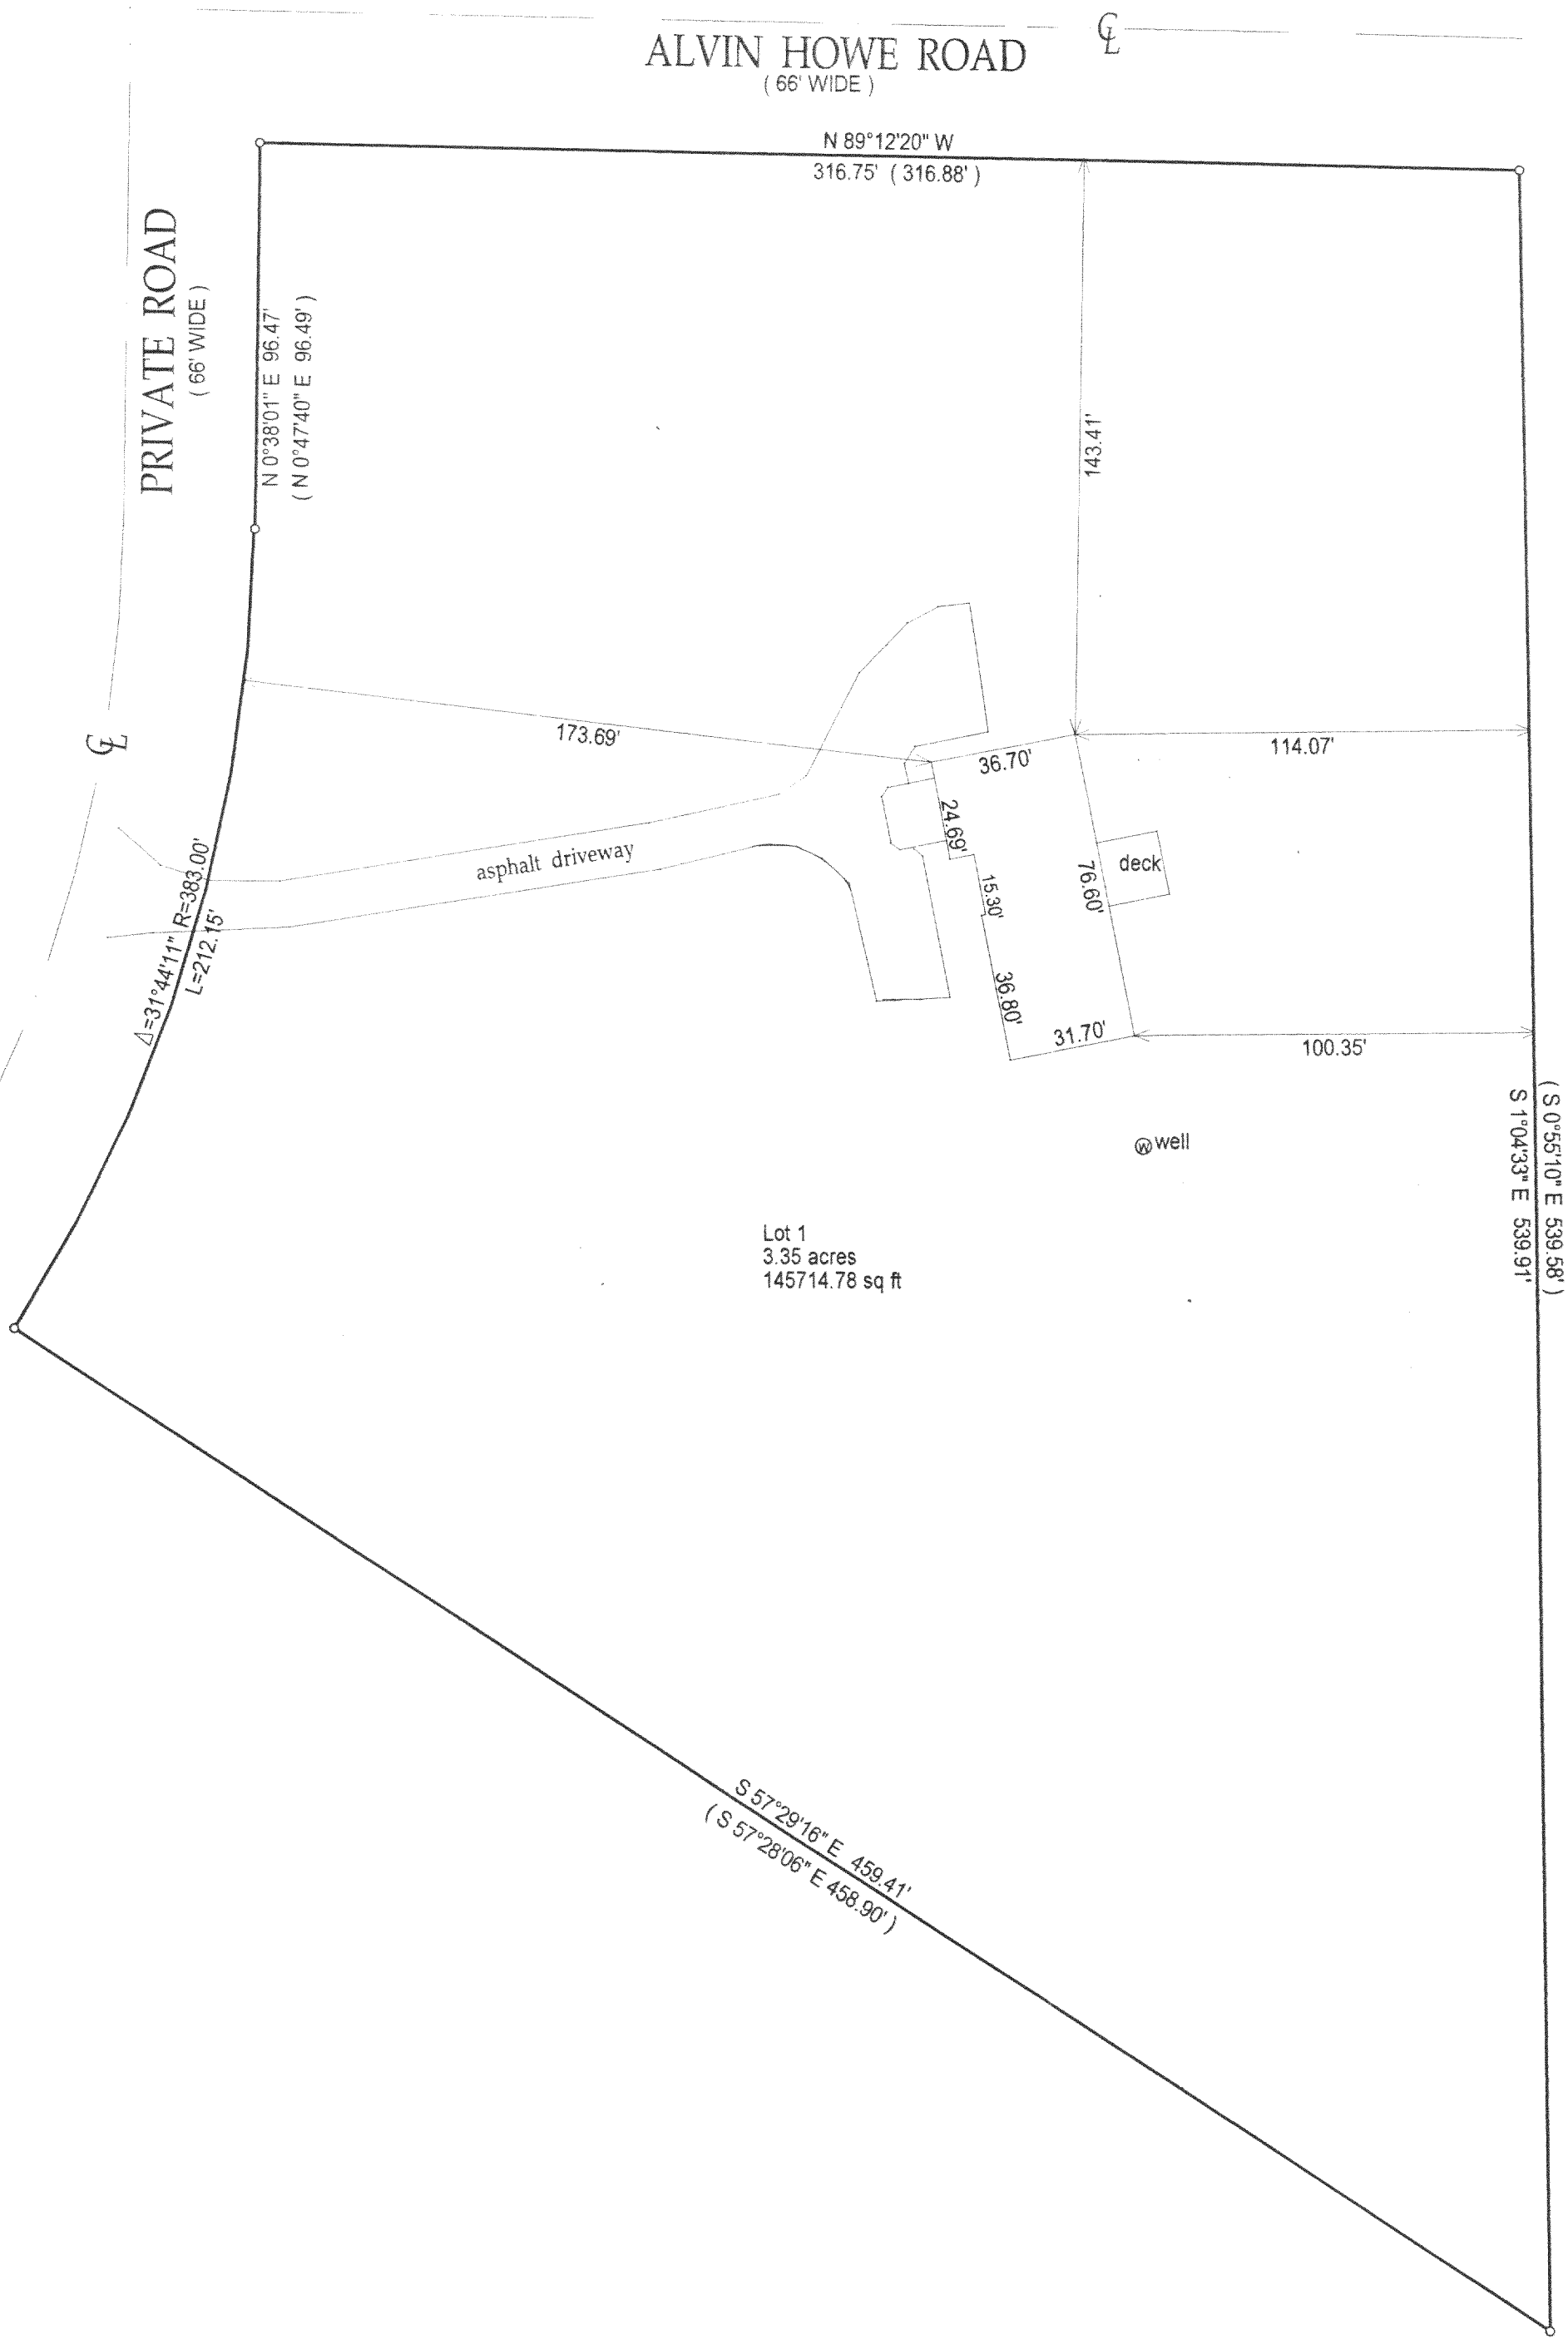 ALVIN HOWE ROAD
( 66' WIDE )
N 89°12'20" W
316.75' ( 316.88' )
PRIVATE ROAD
( 66' WIDE )
N 0°38'01" E 96.47'
( N 0°47'40" E 96.49' )
143.41'
173.69'
36.70'
114.07'
24.69'
15.30'
76.60'
deck
asphalt driveway
36.80'
31.70'
100.35'
Δ=31°44'11" R=383.00'
L=212.15'
( S 0°55'10" E 539.58' )
S 1°04'33" E 539.91'
W well
Lot 1
3.35 acres
145714.78 sq ft
S 57°29'16" E 459.41'
( S 57°28'06" E 458.90' )